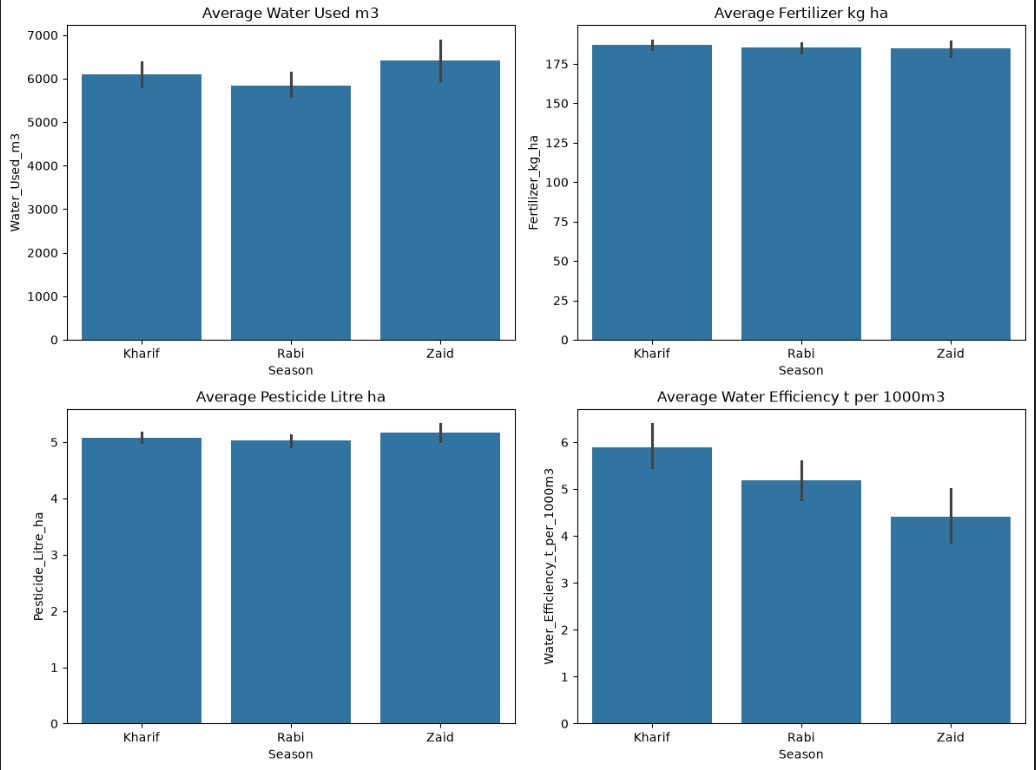 Average Water Used m3
Water_Used_m3
7000
6000
5000
4000
3000
2000
1000
0
Kharif Rabi Zaid
Season
Average Fertilizer kg ha
Fertilizer_kg_ha
175
150
125
100
75
50
25
0
Kharif Rabi Zaid
Season
Average Pesticide Litre ha
Pesticide_Litre_ha
5
4
3
2
1
0
Kharif Rabi Zaid
Season
Average Water Efficiency t per 1000m3
Water_Efficiency_t_per_1000m3
6
5
4
3
2
1
0
Kharif Rabi Zaid
Season